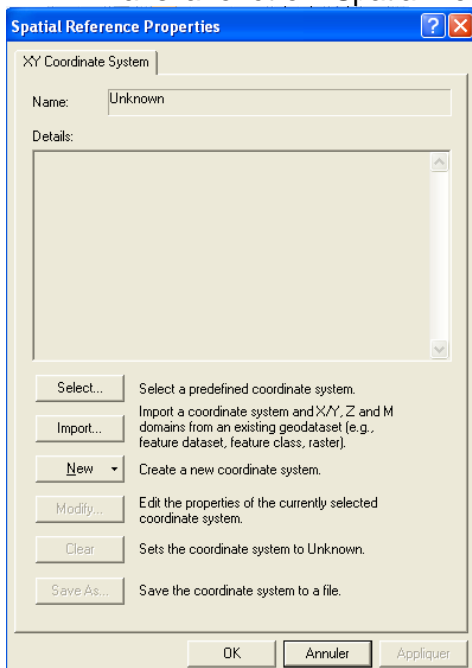 Spatial Reference Properties
XY Coordinate System
Name: Unknown
Details:
Select... Select a predefined coordinate system.
Import... Import a coordinate system and X/Y, Z and M
domains from an existing geodataset (e.g.,
feature dataset, feature class, raster).
New Create a new coordinate system.
Modify... Edit the properties of the currently selected
coordinate system.
Clear Sets the coordinate system to Unknown.
Save As... Save the coordinate system to a file.
OK Annuler Appliquer